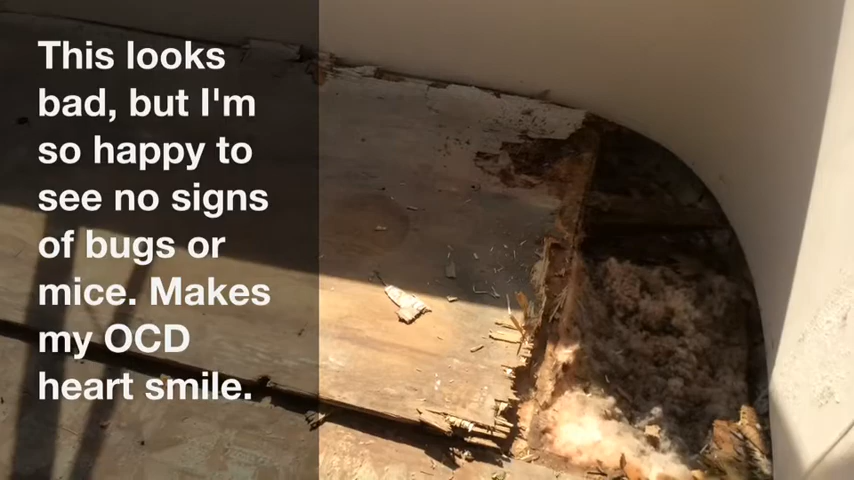 This looks
bad, but I'm
so happy to
see no signs
of bugs or
mice. Makes
my OCD
heart smile.